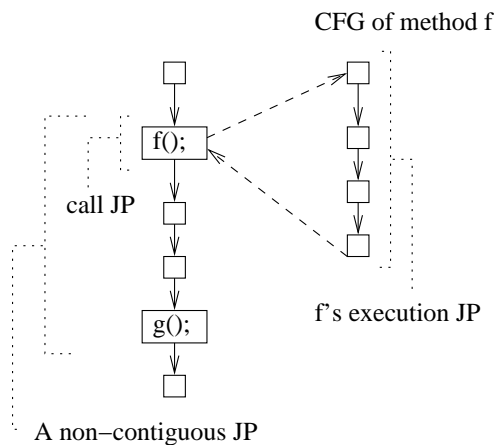 CFG of method f
f();
call JP
g();
f's execution JP
A non−contiguous JP